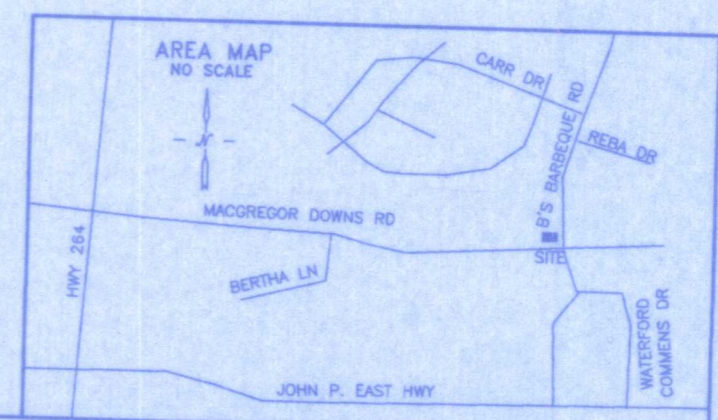 AREA MAP
NO SCALE
N
CARR DR
B'S BARBEQUE RD
REBA DR
MACGREGOR DOWNS RD
HWY 264
BERTHA LN
SITE
WATERFORD
COMMENS DR
JOHN P. EAST HWY